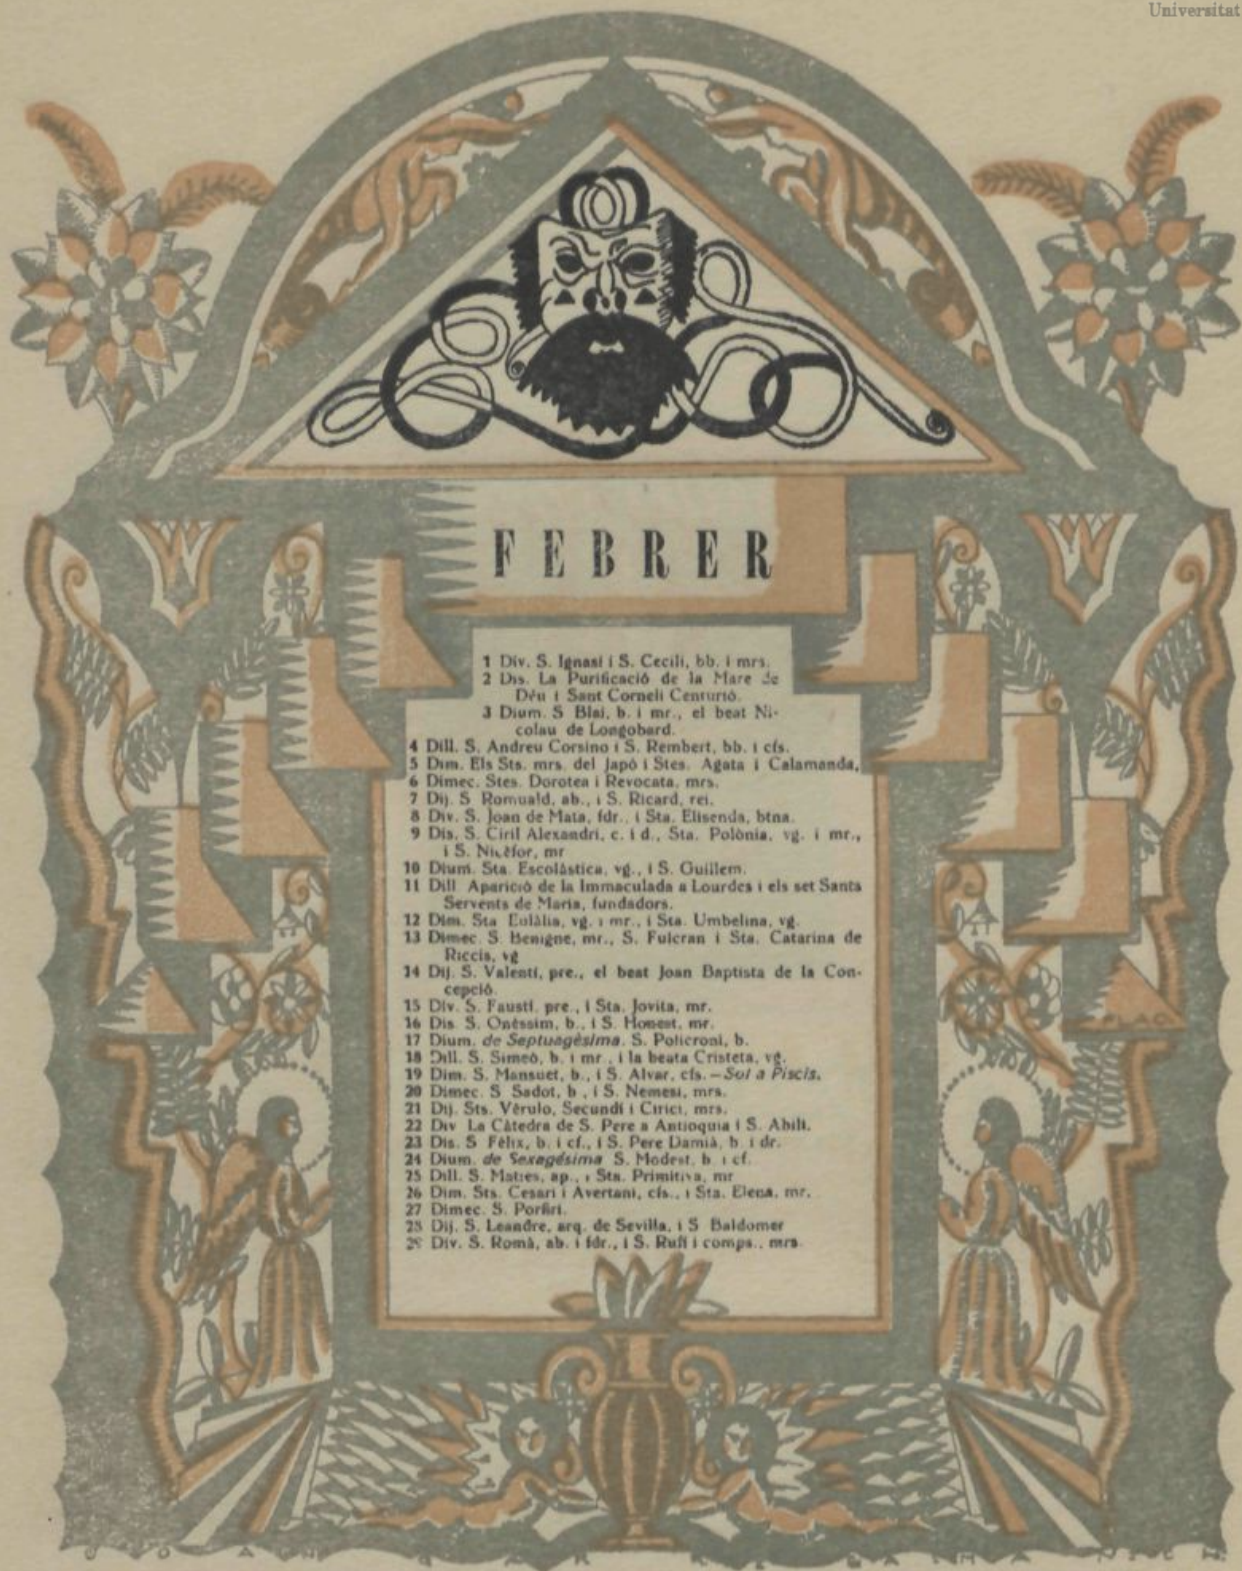 Universitat
FEBRER
1 Div. S. Ignasi i S. Cecili, bb. i mrs.
2 Dis. La Purificació de la Mare de
Déu i Sant Corneli Centurió.
3 Dium. S Blai, b. i mr., el beat Ni-
colau de Longobard.
4 Dill. S. Andreu Corsino i S. Rembert, bb. i cfs.
5 Dim. Els Sts. mrs. del Japó i Stes. Agata i Calamanda,
6 Dimec. Stes. Dorotea i Revocata, mrs.
7 Dij. S Romuald, ab., i S. Ricard, rei.
8 Div. S. Joan de Mata, fdr., i Sta. Elisenda, btna.
9 Dis. S. Ciril Alexandrí, c. i d., Sta. Polònia, vg. i mr.,
i S. Nicèfor, mr
10 Dium. Sta. Escolàstica, vg., i S. Guillem.
11 Dill Aparició de la Immaculada a Lourdes i els set Sants
Servents de Maria, fundadors.
12 Dim. Sta Eulàlia, vg. i mr., i Sta. Umbelina, vg.
13 Dimec. S. Benigne, mr., S. Fulcran i Sta. Catarina de
Riccis, vg
14 Dij. S. Valentí, pre., el beat Joan Baptista de la Con-
cepció.
15 Div. S. Faustí, pre., i Sta. Jovita, mr.
16 Dis. S. Onèssim, b., i S. Honest, mr.
17 Dium. de Septuagèsima. S. Policroni, b.
18 Dill. S. Simeó, b. i mr., i la beata Cristeta, vg.
19 Dim. S. Mansuet, b., i S. Alvar, cfs. – Sol a Piscis.
20 Dimec. S Sadot, b., i S. Nemesi, mrs.
21 Dij. Sts. Vèrulo, Secundí i Cirici, mrs.
22 Div La Càtedra de S. Pere a Antioquia i S. Abili.
23 Dis. S Fèlix, b. i cf., i S. Pere Damià, b. i dr.
24 Dium. de Sexagésima S. Modest, b. i cf.
25 Dill. S. Maties, ap., i Sta. Primitiva, mr
26 Dim. Sts. Cesari i Avertani, cfs., i Sta. Elena, mr.
27 Dimec. S. Porfiri.
28 Dij. S. Leandre, arq. de Sevilla, i S Baldomer
29 Div. S. Romà, ab. i fdr., i S. Rufí i comps., mrs.